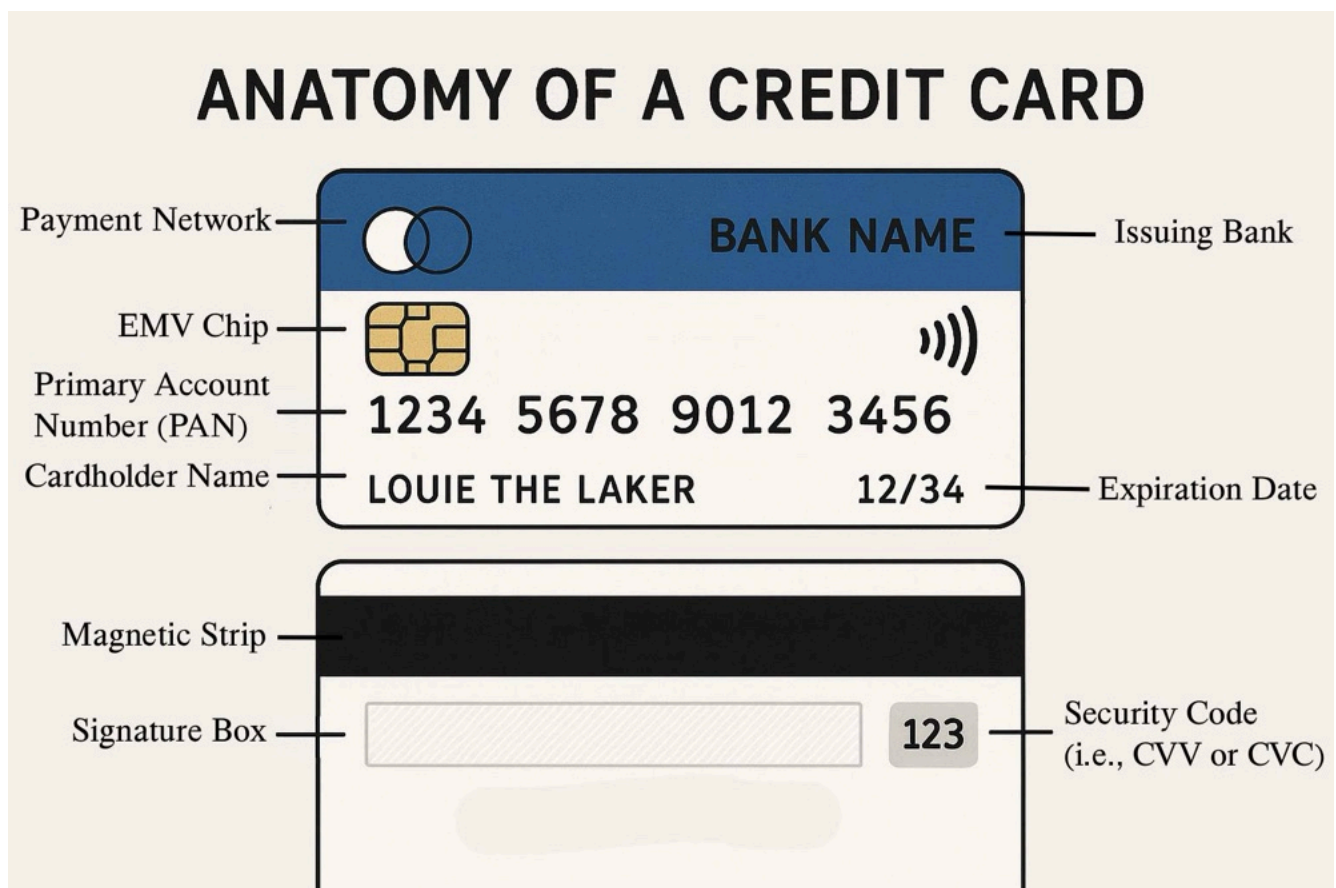 ANATOMY OF A CREDIT CARD
Payment Network
BANK NAME
Issuing Bank
EMV Chip
Primary Account
Number (PAN)
1234 5678 9012 3456
Cardholder Name
LOUIE THE LAKER
12/34
Expiration Date
Magnetic Strip
Signature Box
123
Security Code
(i.e., CVV or CVC)